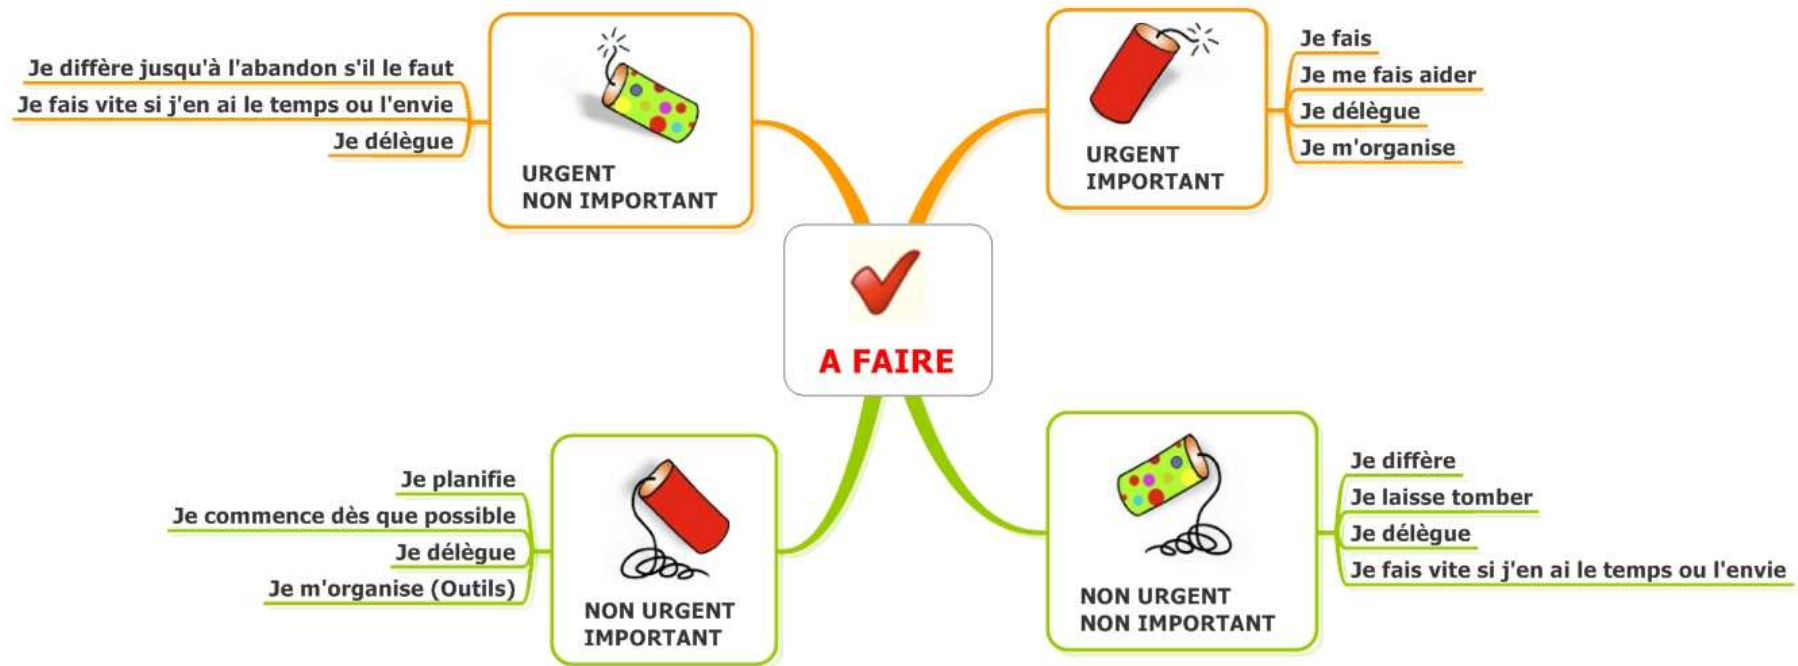 A FAIRE
URGENT
IMPORTANT
Je fais
Je me fais aider
Je délègue
Je m'organise
NON URGENT
NON IMPORTANT
Je diffère
Je laisse tomber
Je délègue
Je fais vite si j'en ai le temps ou l'envie
NON URGENT
IMPORTANT
Je planifie
Je commence dès que possible
Je délègue
Je m'organise (Outils)
URGENT
NON IMPORTANT
Je diffère jusqu'à l'abandon s'il le faut
Je fais vite si j'en ai le temps ou l'envie
Je délègue